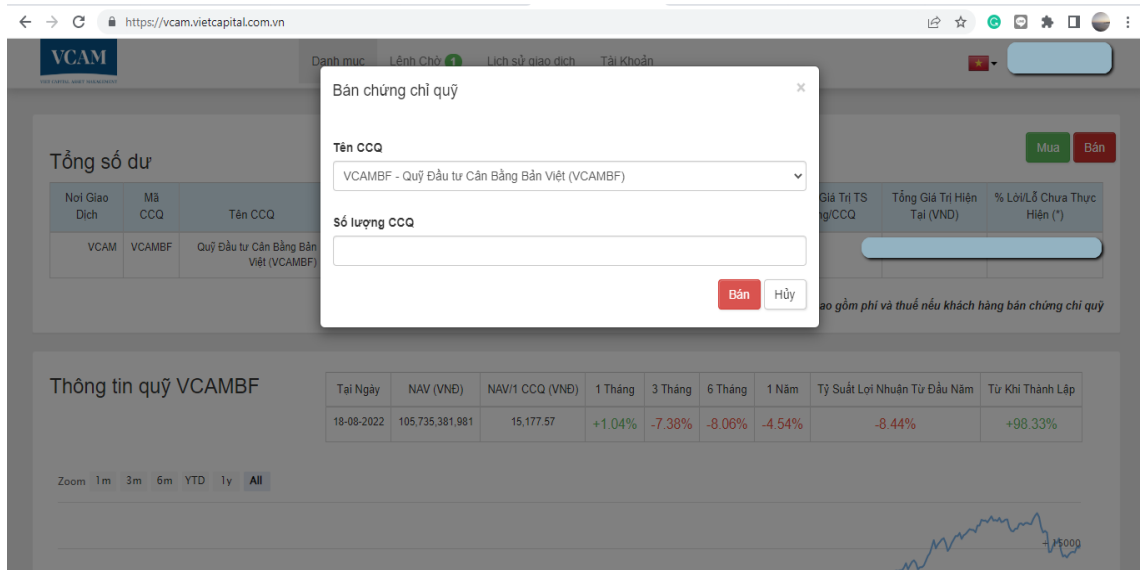 https://vcam.vietcapital.com.vn
VCAM
VIET CAPITAL ASSET MANAGEMENT
Danh mục Lệnh Chờ 1 Lịch sử giao dịch Tài Khoản
Bán chứng chỉ quỹ ×
Tên CCQ
VCAMBF - Quỹ Đầu tư Cân Bằng Bản Việt (VCAMBF)
Số lượng CCQ
Bán Hủy
Tổng số dư
Mua Bán
Nơi Giao Dịch Mã CCQ Tên CCQ Giá Trị TS /CCQ Tổng Giá Trị Hiện Tại (VND) % Lời/Lỗ Chưa Thực Hiện (*)
VCAM VCAMBF Quỹ Đầu tư Cân Bằng Bản Việt (VCAMBF)
gồm phí và thuế nếu khách hàng bán chứng chỉ quỹ
Thông tin quỹ VCAMBF
Tại Ngày NAV (VNĐ) NAV/1 CCQ (VNĐ) 1 Tháng 3 Tháng 6 Tháng 1 Năm Tỷ Suất Lợi Nhuận Từ Đầu Năm Từ Khi Thành Lập
18-08-2022 105,735,381,981 15,177.57 +1.04% -7.38% -8.06% -4.54% -8.44% +98.33%
Zoom 1m 3m 6m YTD 1y All
15000